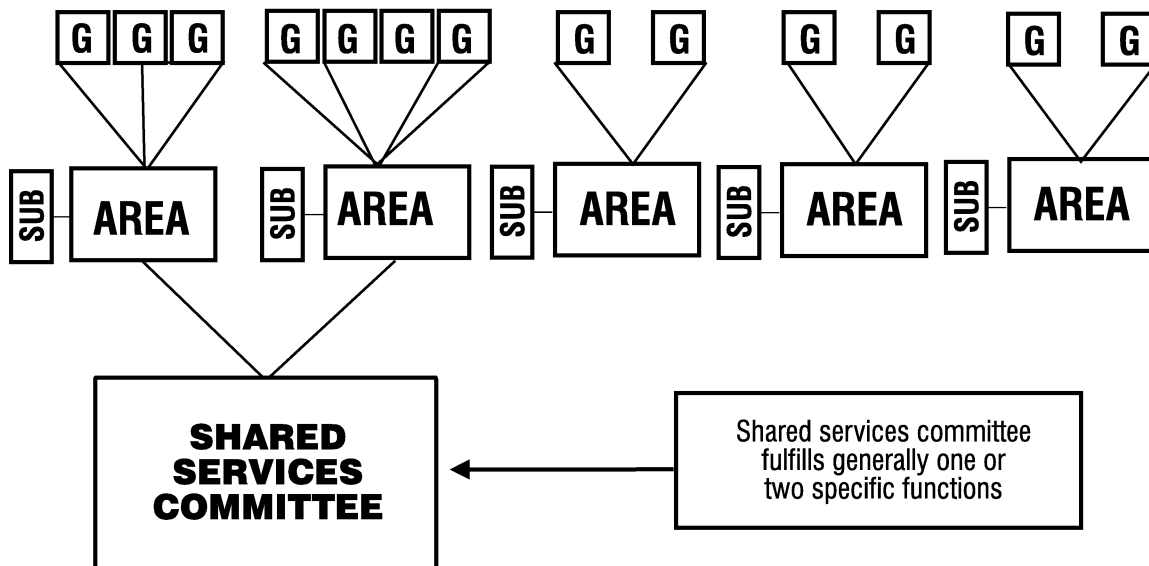 G G G G G G G G G G G G G
SUB AREA SUB AREA SUB AREA SUB AREA SUB AREA
SHARED
SERVICES
COMMITTEE
Shared services committee
fulfills generally one or
two specific functions